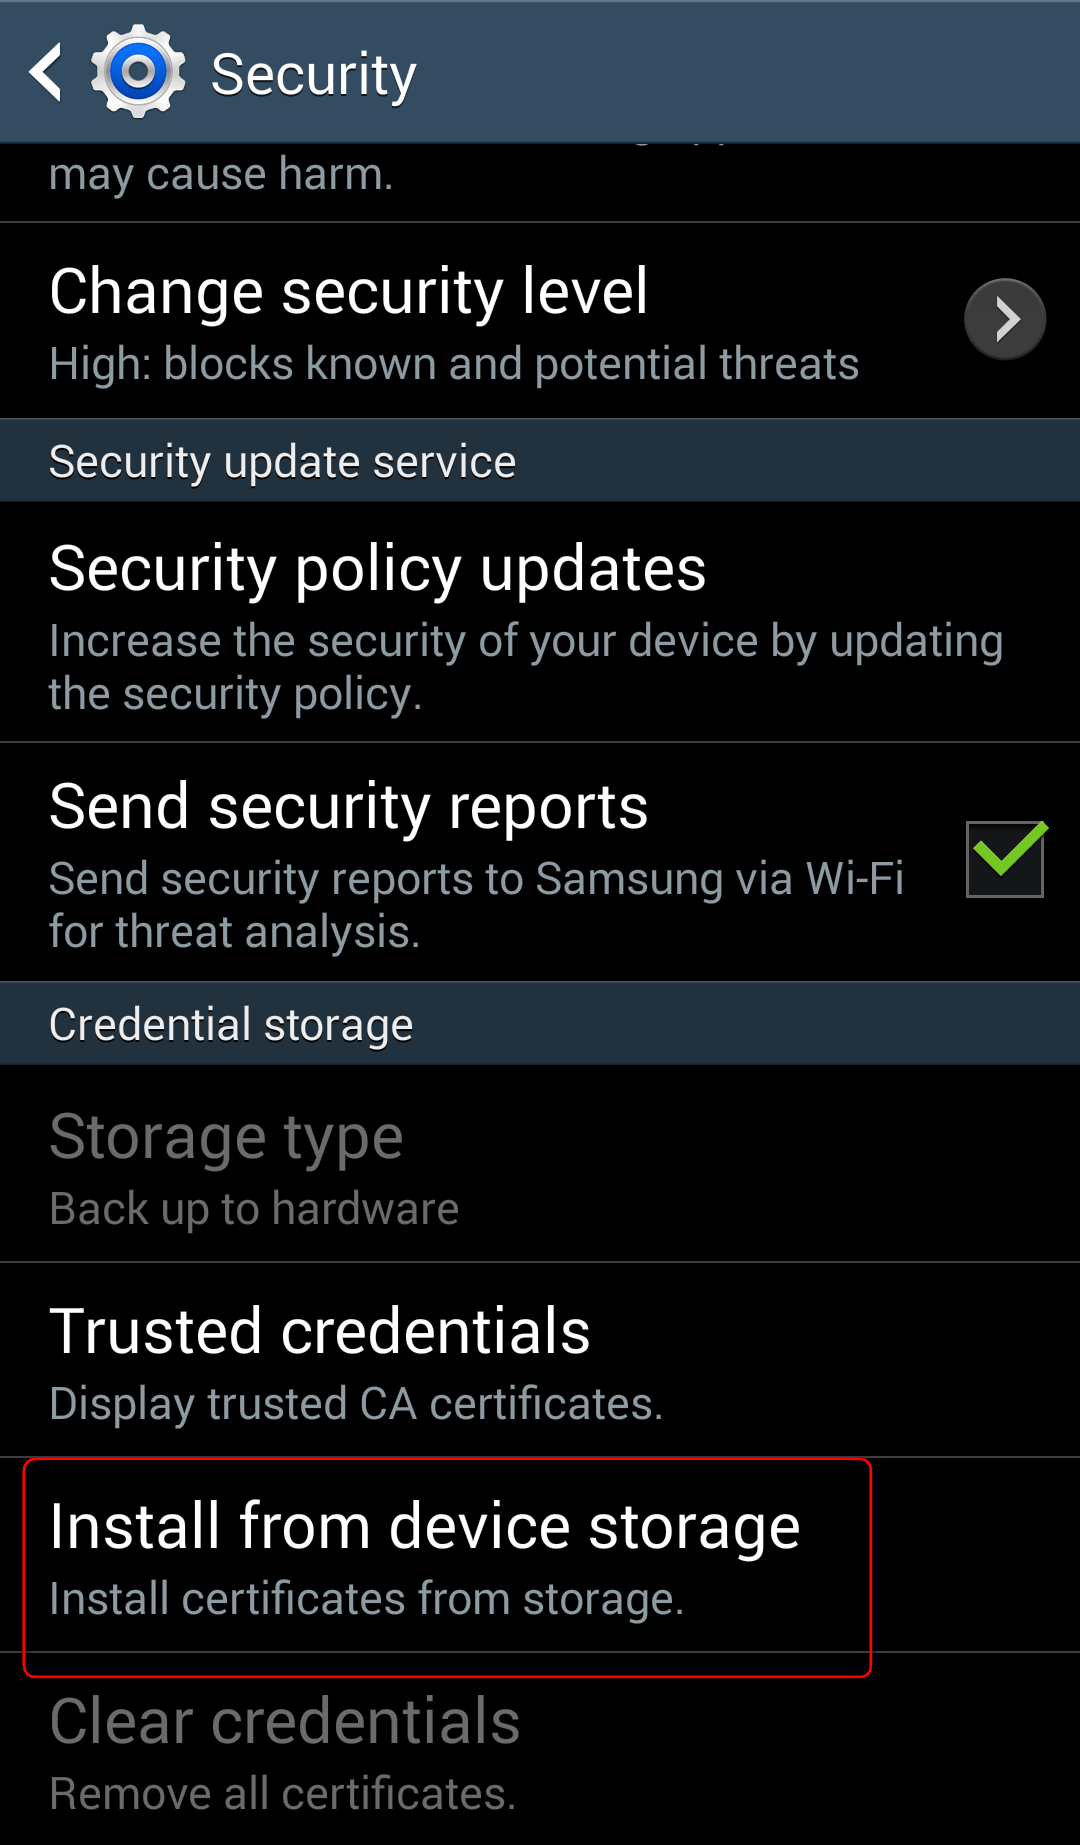 Security
may cause harm.
Change security level
High: blocks known and potential threats
Security update service
Security policy updates
Increase the security of your device by updating
the security policy.
Send security reports
Send security reports to Samsung via Wi-Fi
for threat analysis.
Credential storage
Storage type
Back up to hardware
Trusted credentials
Display trusted CA certificates.
Install from device storage
Install certificates from storage.
Clear credentials
Remove all certificates.